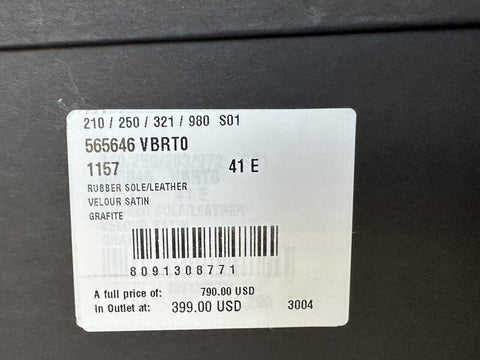 210 / 250 / 321 / 980 S01
565646 VBRT0
1157 41 E
RUBBER SOLE/LEATHER
VELOUR SATIN
GRAFITE
8091308771
A full price of: 790.00 USD
in Outlet at: 399.00 USD 3004